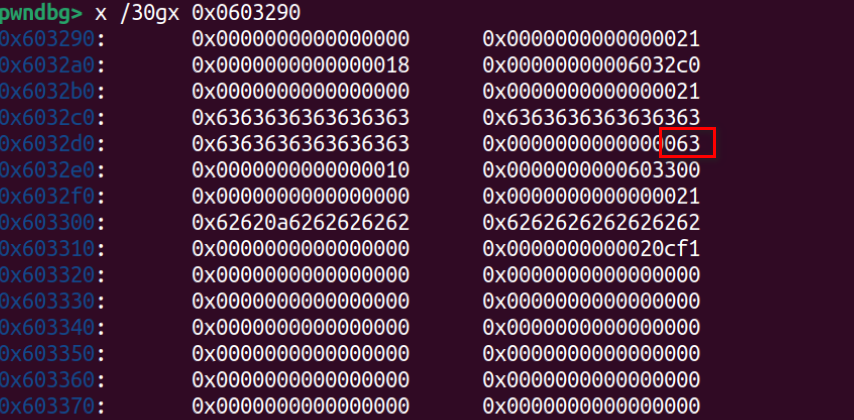 pwndbg> x /30gx 0x0603290
0x603290: 0x0000000000000000 0x0000000000000021
0x6032a0: 0x0000000000000018 0x00000000006032c0
0x6032b0: 0x0000000000000000 0x0000000000000021
0x6032c0: 0x6363636363636363 0x6363636363636363
0x6032d0: 0x6363636363636363 0x0000000000000063
0x6032e0: 0x0000000000000010 0x0000000000603300
0x6032f0: 0x0000000000000000 0x0000000000000021
0x603300: 0x62620a6262626262 0x6262626262626262
0x603310: 0x0000000000000000 0x0000000000020cf1
0x603320: 0x0000000000000000 0x0000000000000000
0x603330: 0x0000000000000000 0x0000000000000000
0x603340: 0x0000000000000000 0x0000000000000000
0x603350: 0x0000000000000000 0x0000000000000000
0x603360: 0x0000000000000000 0x0000000000000000
0x603370: 0x0000000000000000 0x0000000000000000